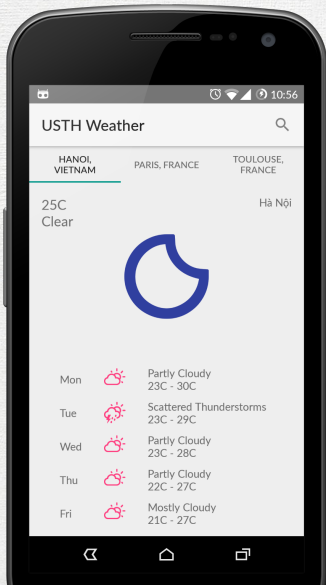 10:56
USTH Weather
HANOI,
VIETNAM
PARIS, FRANCE
TOULOUSE,
FRANCE
25C
Clear
Hà Nội
Mon
Partly Cloudy
23C - 30C
Tue
Scattered Thunderstorms
23C - 29C
Wed
Partly Cloudy
23C - 28C
Thu
Partly Cloudy
22C - 27C
Fri
Mostly Cloudy
21C - 27C